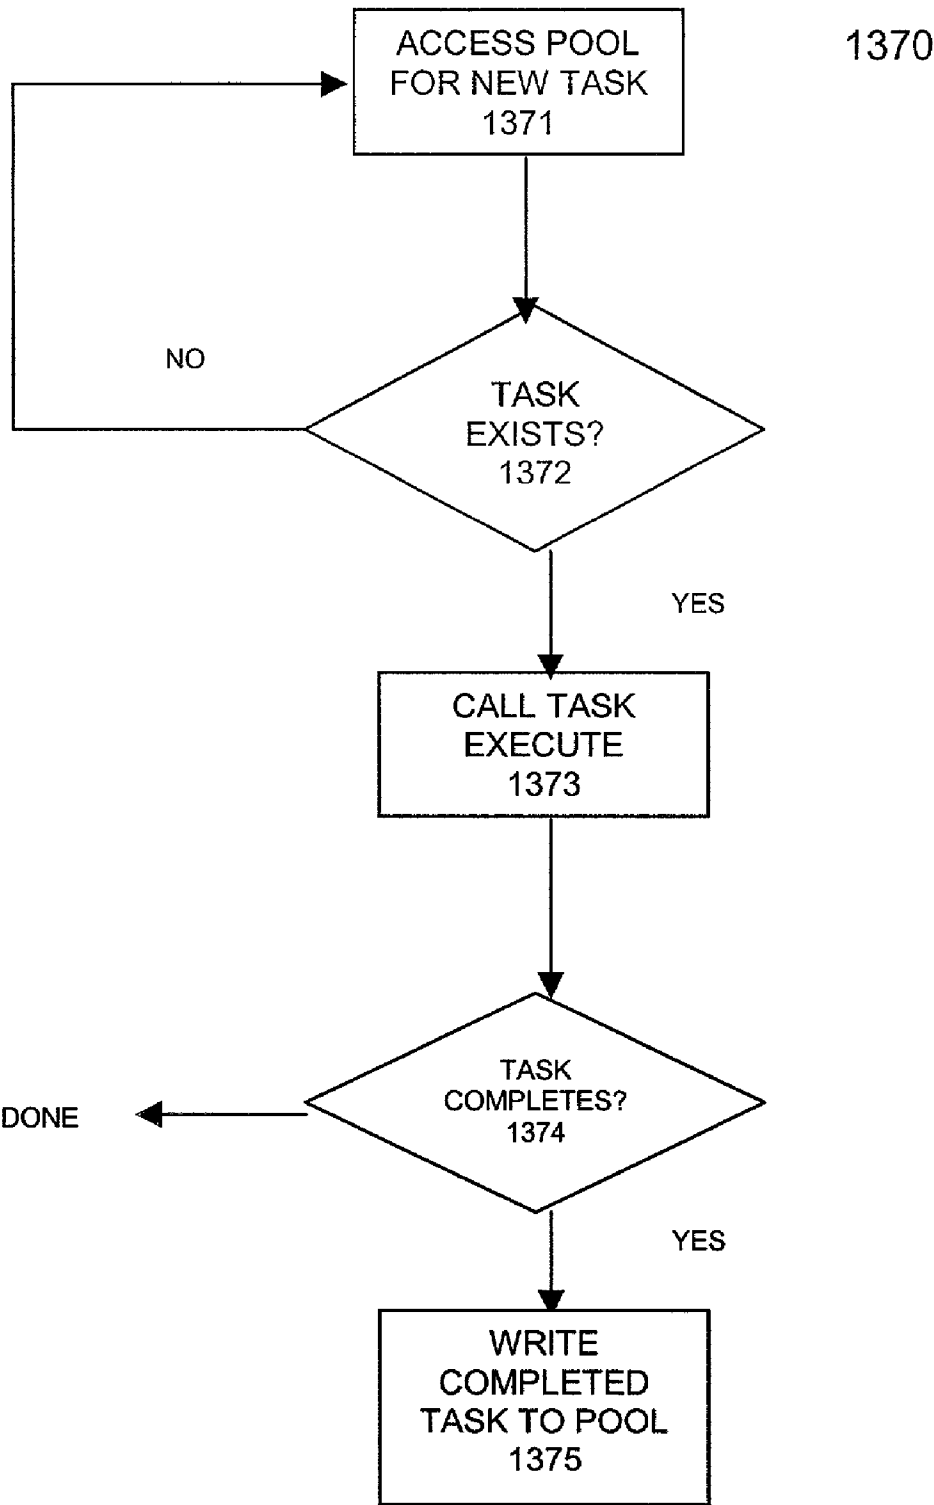 ACCESS POOL
FOR NEW TASK
1371
1370
NO
TASK
EXISTS?
1372
YES
CALL TASK
EXECUTE
1373
TASK
COMPLETES?
1374
DONE
YES
WRITE
COMPLETED
TASK TO POOL
1375